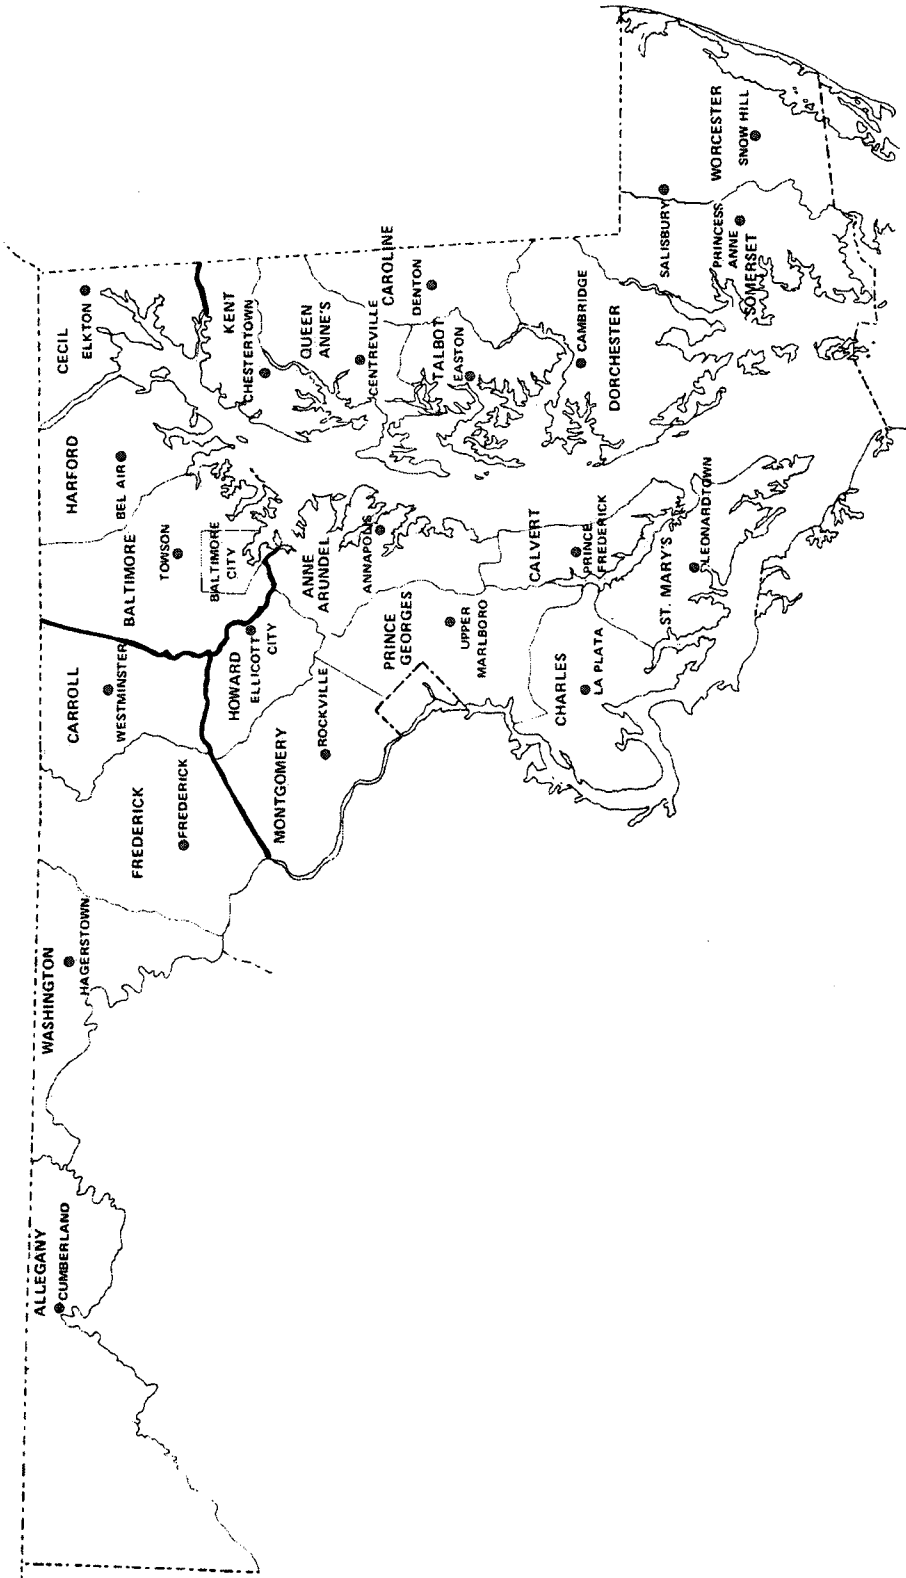 ALLEGANY
CUMBERLAND
WASHINGTON
HAGERSTOWN
FREDERICK
FREDERICK
CARROLL
WESTMINSTER
BALTIMORE
TOWSON
BALTIMORE
CITY
HARFORD
BEL AIR
CECIL
ELKTON
HOWARD
ELLICOTT
CITY
MONTGOMERY
ROCKVILLE
ANNE
ARUNDEL
ANNAPOLIS
PRINCE
GEORGES
UPPER
MARLBORO
KENT
CHESTERTOWN
QUEEN
ANNE'S
CENTREVILLE
CAROLINE
DENTON
TALBOT
EASTON
CALVERT
PRINCE
FREDERICK
CHARLES
LA PLATA
ST. MARY'S
LEONARDTOWN
CAMBRIDGE
DORCHESTER
SALISBURY
PRINCESS
ANNE
SOMERSET
WORCESTER
SNOW HILL